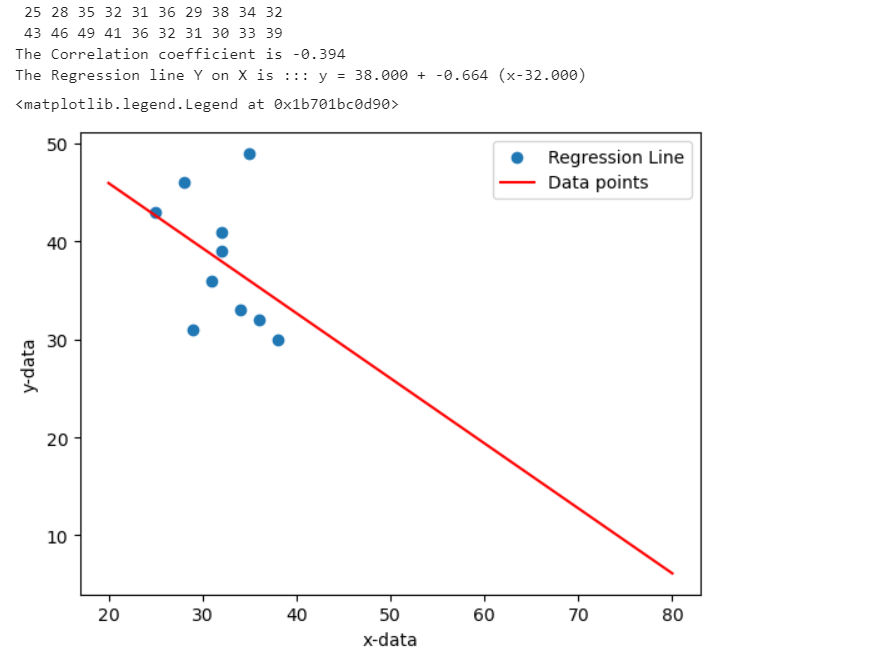 25 28 35 32 31 36 29 38 34 32
43 46 49 41 36 32 31 30 33 39
The Correlation coefficient is -0.394
The Regression line Y on X is ::: y = 38.000 + -0.664 (x-32.000)
<matplotlib.legend.Legend at 0x1b701bc0d90>
50
40
30
20
10
y-data
Regression Line
Data points
20 30 40 50 60 70 80
x-data